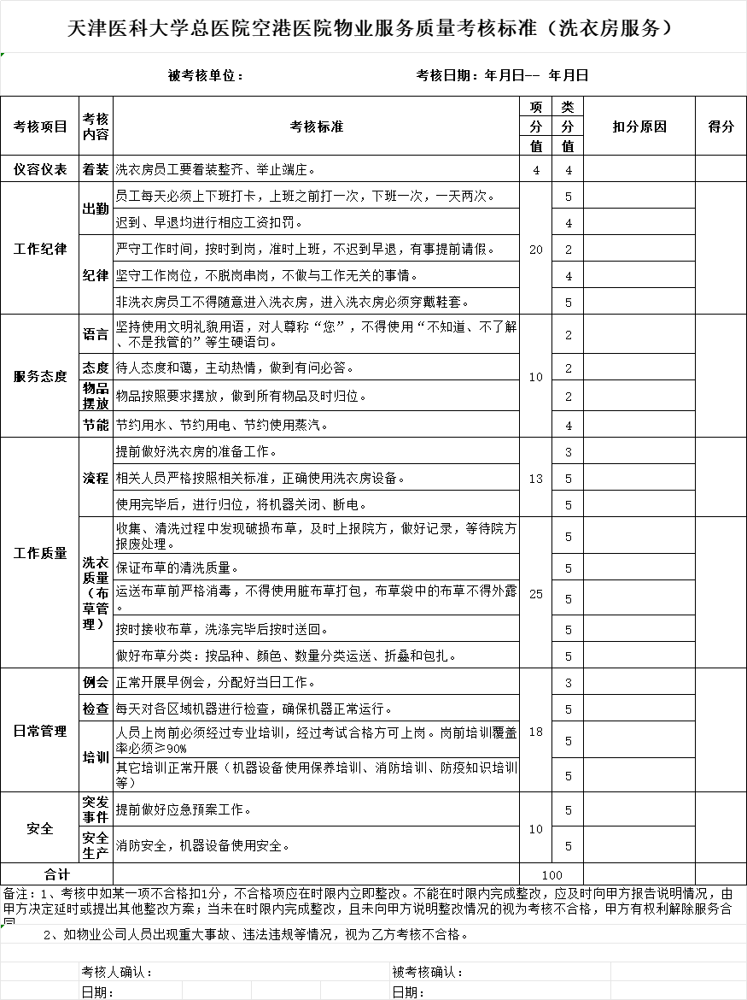 天津医科大学总医院空港医院物业服务质量考核标准（洗衣房服务）
被考核单位： 考核日期：年月日-- 年月日
考核项目 考核内容 考核标准 项分值 类分值 扣分原因 得分
仪容仪表 着装 洗衣房员工要着装整齐、举止端庄。 4 4
工作纪律 出勤 员工每天必须上下班打卡，上班之前打一次，下班一次，一天两次。 20 5
迟到、早退均进行相应工资扣罚。 4
纪律 严守工作时间，按时到岗，准时上班，不迟到早退，有事提前请假。 2
坚守工作岗位，不脱岗串岗，不做与工作无关的事情。 4
非洗衣房员工不得随意进入洗衣房，进入洗衣房必须穿戴鞋套。 5
服务态度 语言 坚持使用文明礼貌用语，对人尊称“您”，不得使用“不知道、不了解
、不是我管的”等生硬语句。 10 2
态度 待人态度和蔼，主动热情，做到有问必答。 2
物品摆放 物品按照要求摆放，做到所有物品及时归位。 2
节能 节约用水、节约用电、节约使用蒸汽。 4
工作质量 流程 提前做好洗衣房的准备工作。 13 3
相关人员严格按照相关标准，正确使用洗衣房设备。 5
使用完毕后，进行归位，将机器关闭、断电。 5
洗衣质量（布草管理） 收集、清洗过程中发现破损布草，及时上报院方，做好记录，等待院方
报废处理。 25 5
保证布草的清洗质量。 5
运送布草前严格消毒，不得使用脏布草打包，布草袋中的布草不得外露
。 5
按时接收布草，洗涤完毕后按时送回。 5
做好布草分类：按品种、颜色、数量分类运送、折叠和包扎。 5
日常管理 例会 正常开展早例会，分配好当日工作。 18 3
检查 每天对各区域机器进行检查，确保机器正常运行。 5
培训 人员上岗前必须经过专业培训，经过考试合格方可上岗。岗前培训覆盖
率必须≥90% 5
其它培训正常开展（机器设备使用保养培训、消防培训、防疫知识培训
等） 5
安全 突发事件 提前做好应急预案工作。 10 5
安全生产 消防安全，机器设备使用安全。 5
合计 100
备注：1、考核中如某一项不合格扣1分，不合格项应在时限内立即整改。不能在时限内完成整改，应及时向甲方报告说明情况，由
甲方决定延时或提出其他整改方案；当未在时限内完成整改，且未向甲方说明整改情况的视为考核不合格，甲方有权利解除服务合
同
2、如物业公司人员出现重大事故、违法违规等情况，视为乙方考核不合格。
考核人确认： 被考核确认：
日期： 日期：